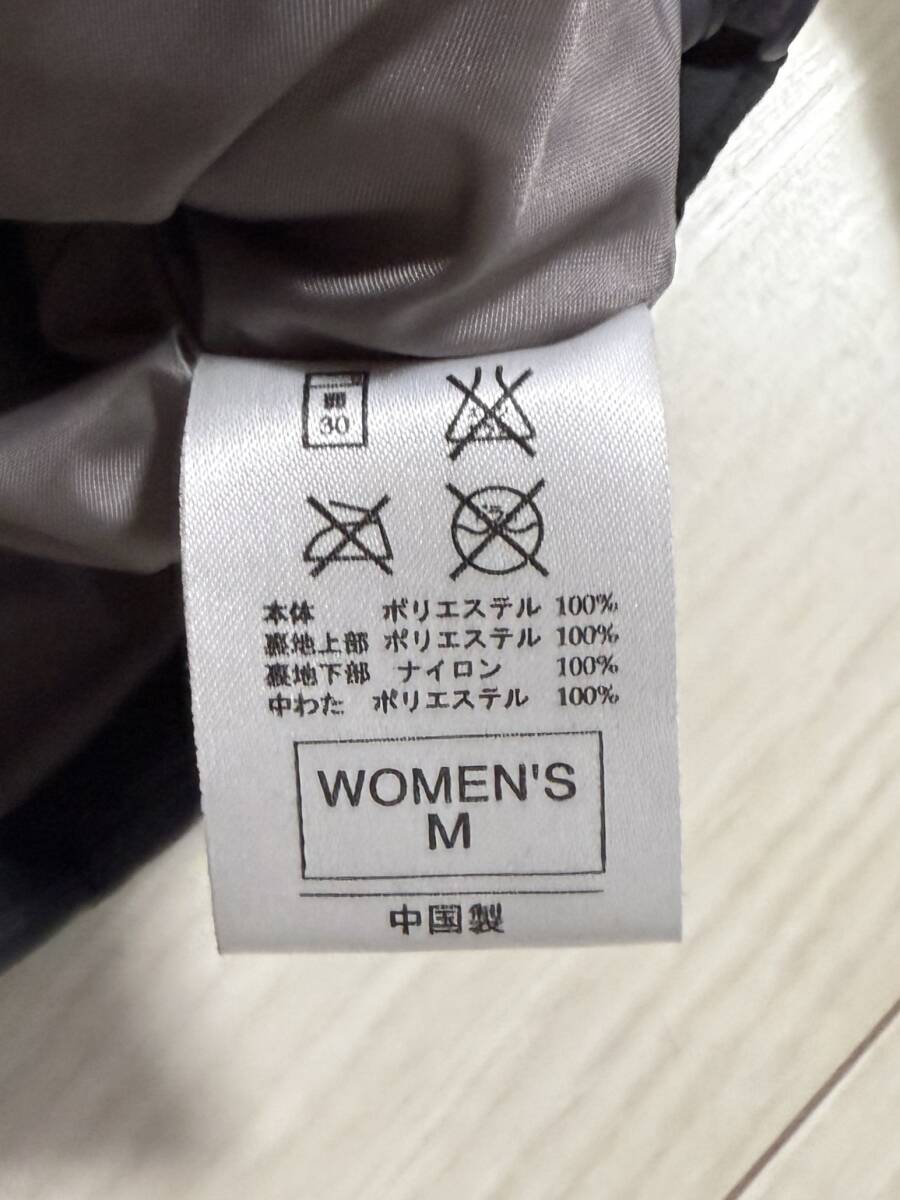 弱
30
本体 ポリエステル 100%
裏地上部 ポリエステル 100%
裏地下部 ナイロン 100%
中わた ポリエステル 100%
WOMEN'S
M
中国製